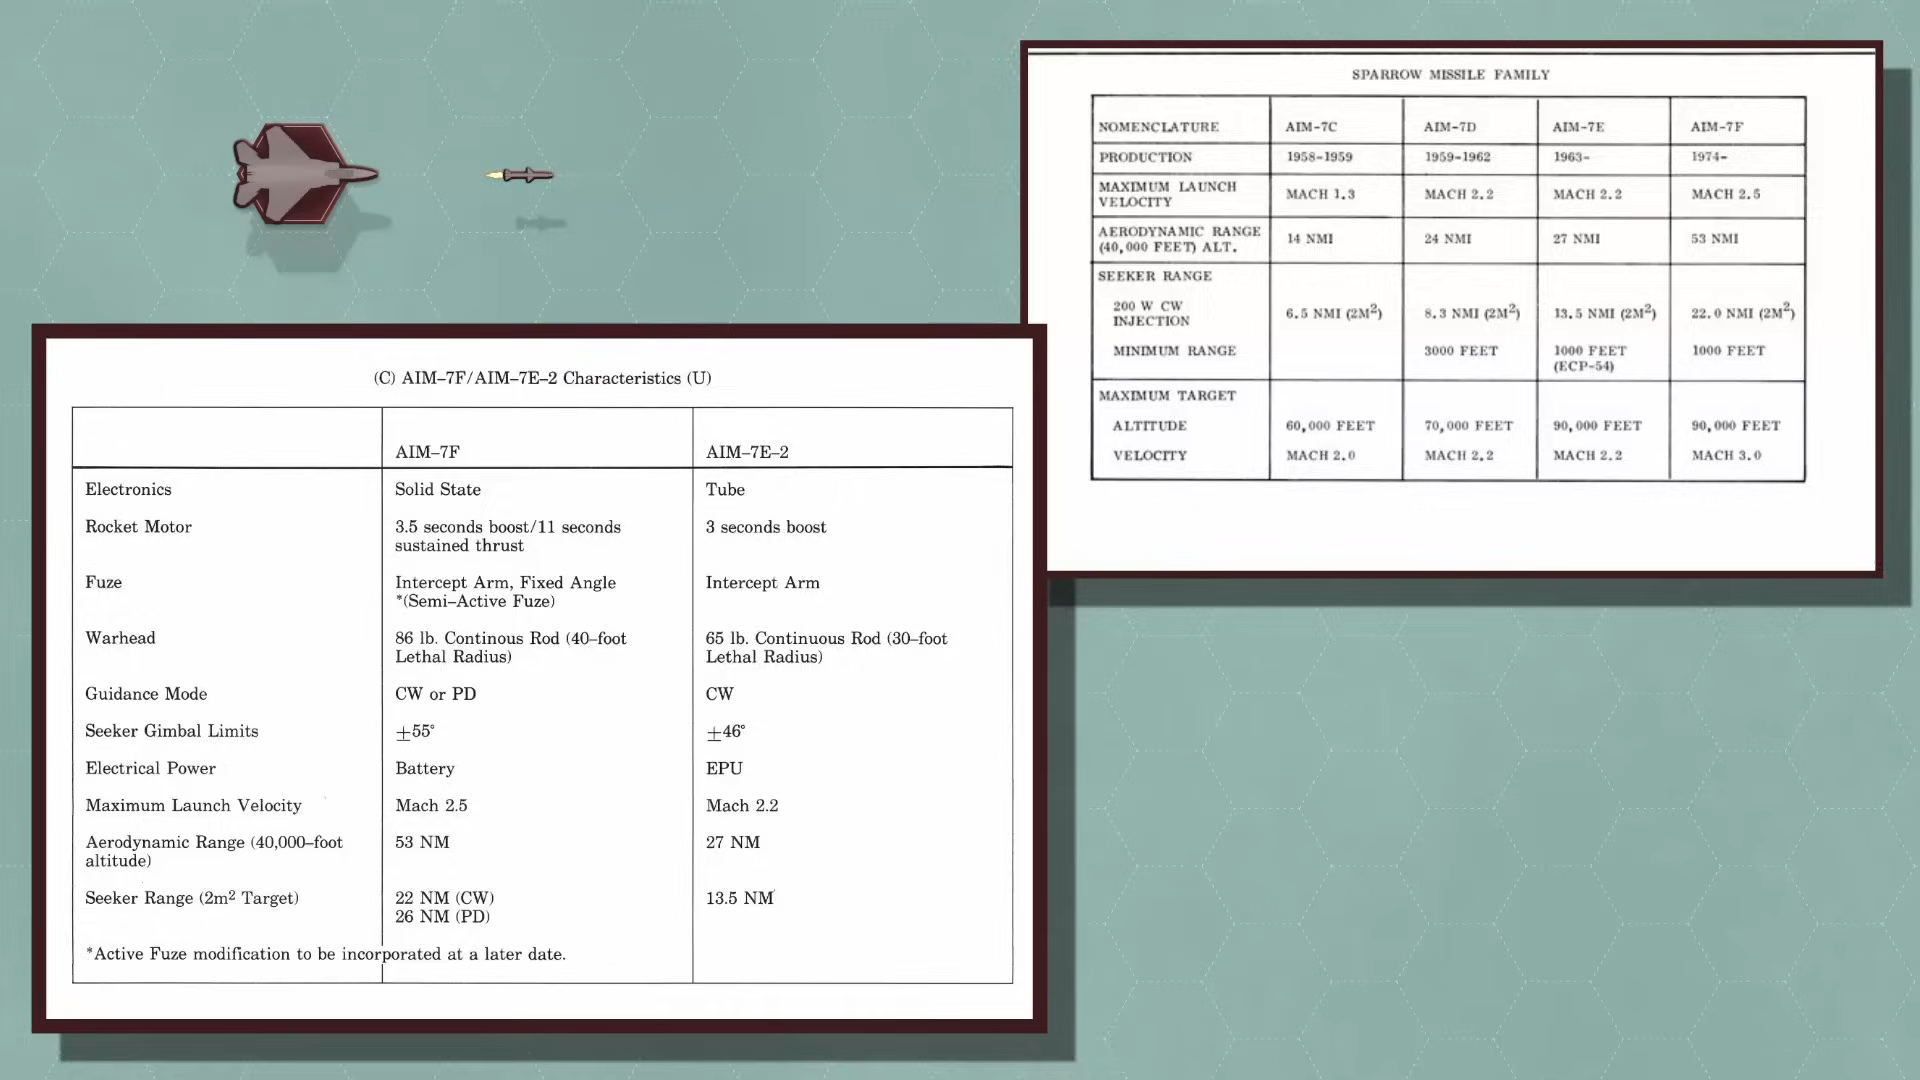 SPARROW MISSILE FAMILY
NOMENCLATURE AIM-7C AIM-7D AIM-7E AIM-7F
PRODUCTION 1958-1959 1959-1962 1963- 1974-
MAXIMUM LAUNCH
VELOCITY MACH 1.3 MACH 2.2 MACH 2.2 MACH 2.5
AERODYNAMIC RANGE
(40,000 FEET) ALT. 14 NMI 24 NMI 27 NMI 53 NMI
SEEKER RANGE
200 W CW
INJECTION 6.5 NMI (2M²) 8.3 NMI (2M²) 13.5 NMI (2M²) 22.0 NMI (2M²)
MINIMUM RANGE 3000 FEET 1000 FEET 1000 FEET
(ECP-54)
MAXIMUM TARGET
ALTITUDE 60,000 FEET 70,000 FEET 90,000 FEET 90,000 FEET
VELOCITY MACH 2.0 MACH 2.2 MACH 2.2 MACH 3.0
(C) AIM–7F/AIM–7E–2 Characteristics (U)
AIM–7F AIM–7E–2
Electronics Solid State Tube
Rocket Motor 3.5 seconds boost/11 seconds 3 seconds boost
sustained thrust
Fuze Intercept Arm, Fixed Angle Intercept Arm
*(Semi–Active Fuze)
Warhead 86 lb. Continous Rod (40–foot 65 lb. Continuous Rod (30–foot
Lethal Radius) Lethal Radius)
Guidance Mode CW or PD CW
Seeker Gimbal Limits ±55° ±46°
Electrical Power Battery EPU
Maximum Launch Velocity Mach 2.5 Mach 2.2
Aerodynamic Range (40,000–foot 53 NM 27 NM
altitude)
Seeker Range (2m² Target) 22 NM (CW) 13.5 NM
26 NM (PD)
*Active Fuze modification to be incorporated at a later date.